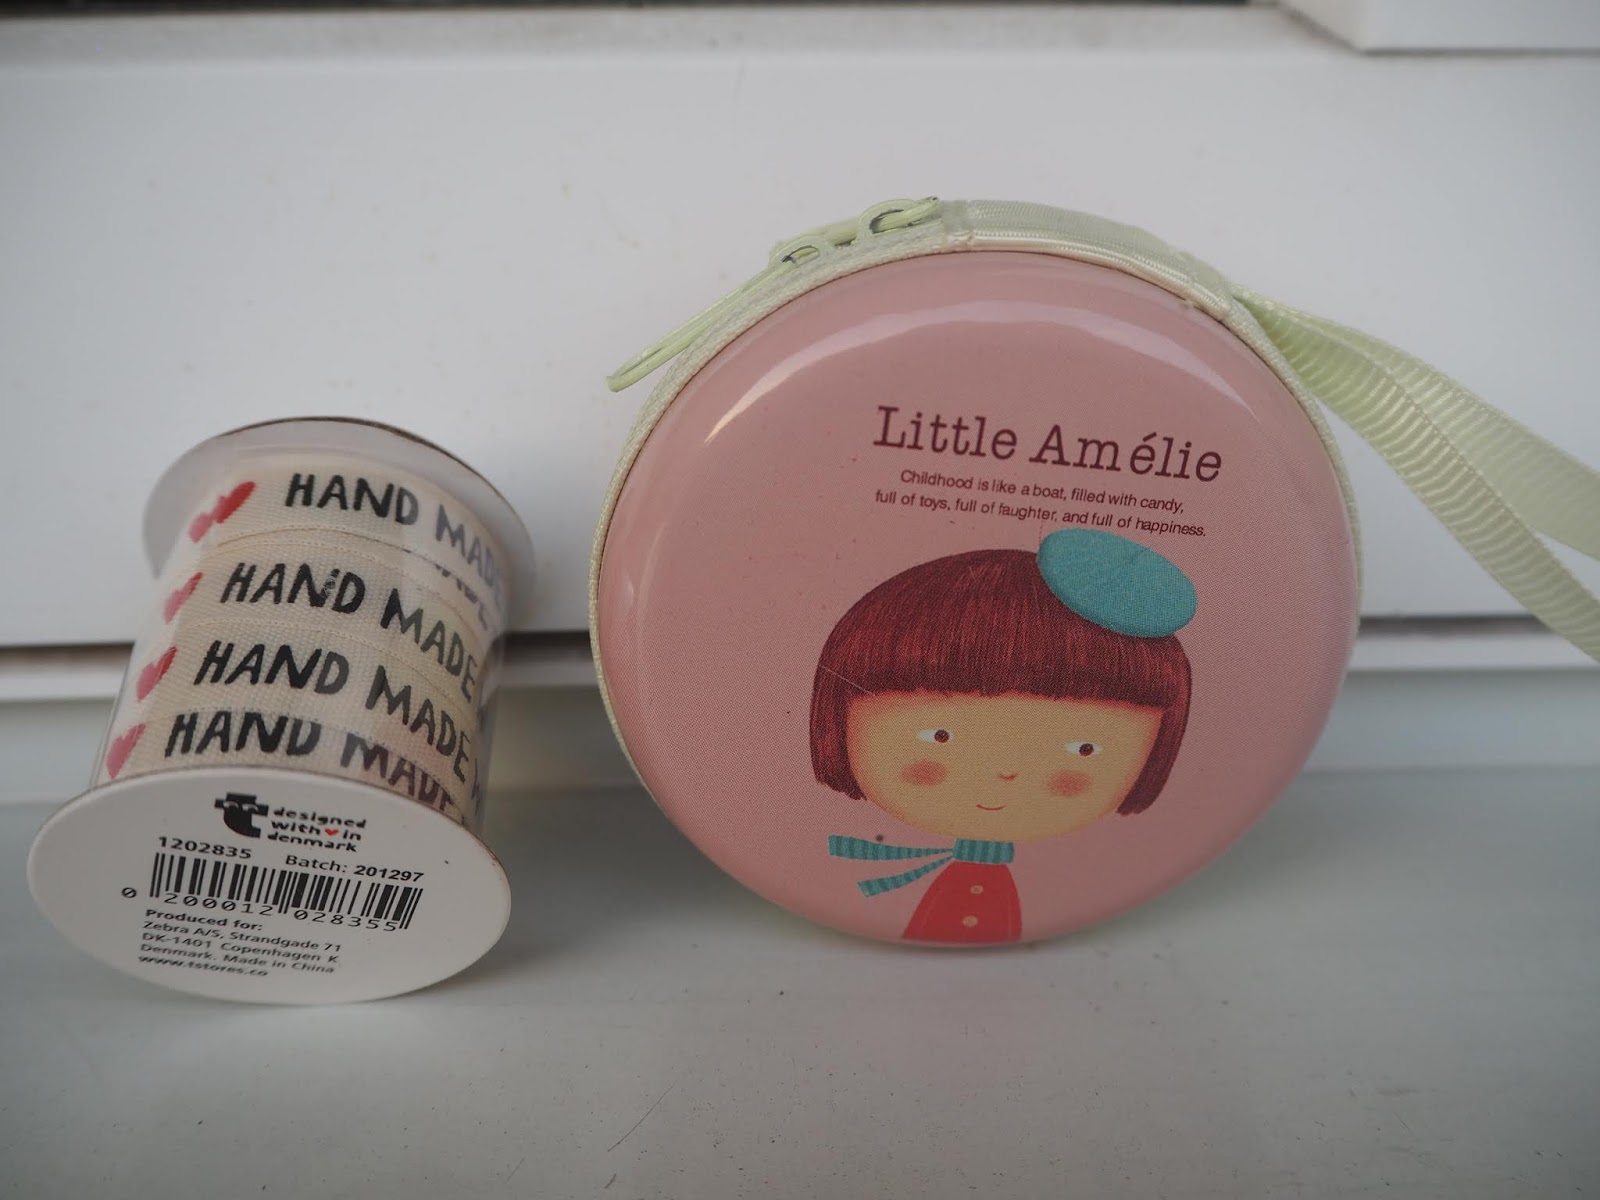 HAND MADE
HAND MADE
HAND MADE
HAND MADE
designed
with in
denmark
1202835 Batch: 201297
0 200012 028355
Produced for:
Zebra A/S, Strandgade 71
DK-1401 Copenhagen K
Denmark. Made in China
www.tstores.co
Little Amélie
Childhood is like a boat, filled with candy,
full of toys, full of laughter, and full of happiness.